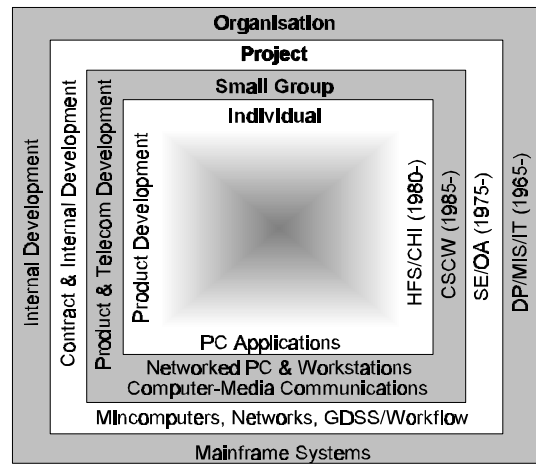 Organisation
Project
Small Group
Individual
Internal Development
Contract & Internal Development
Product & Telecom Development
Product Development
HFS/CHI (1980-)
CSCW (1985-)
SE/OA (1975-)
DP/MIS/IT (1965-)
PC Applications
Networked PC & Workstations
Computer-Media Communications
Mincomputers, Networks, GDSS/Workflow
Mainframe Systems